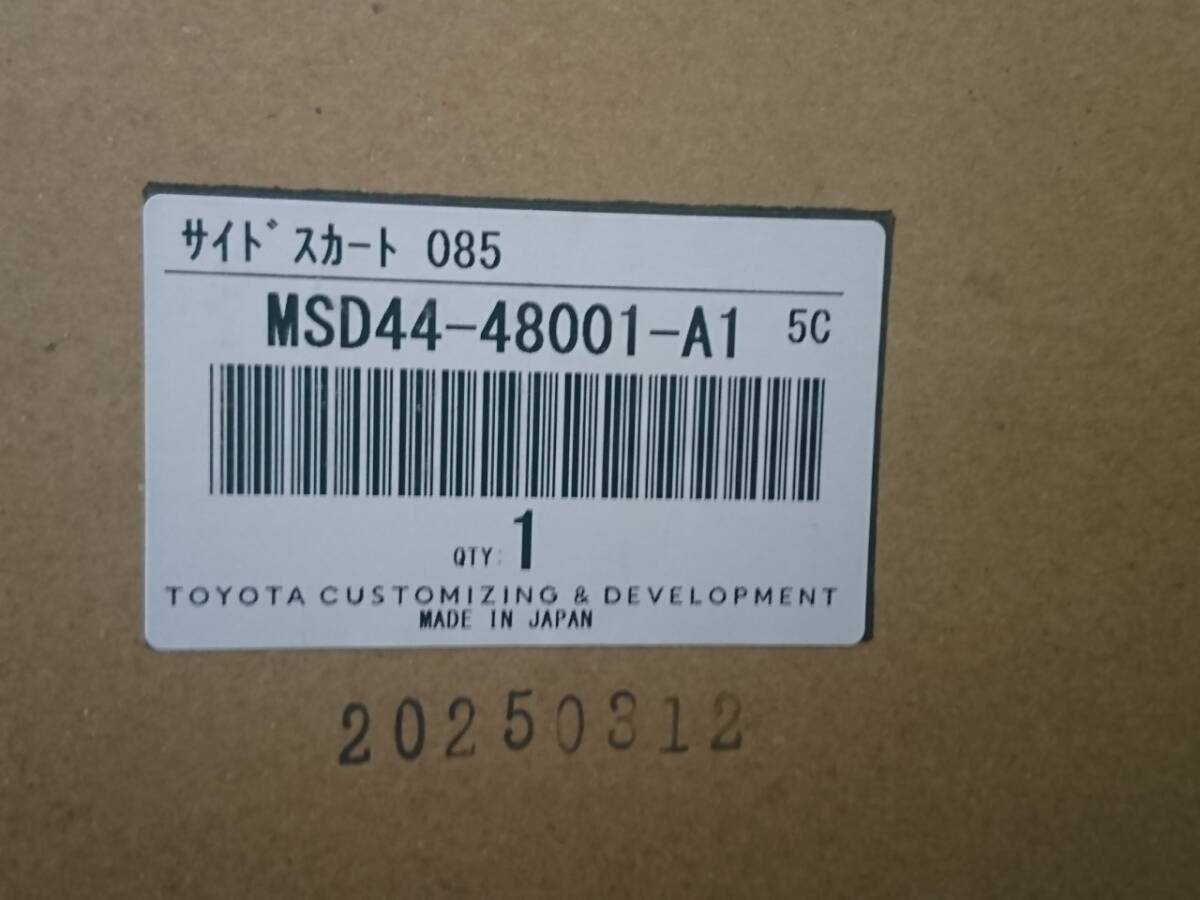 ｻｲﾄﾞｽｶｰﾄ 085
MSD44-48001-A1 5C
QTY: 1
TOYOTA CUSTOMIZING & DEVELOPMENT
MADE IN JAPAN
20250312